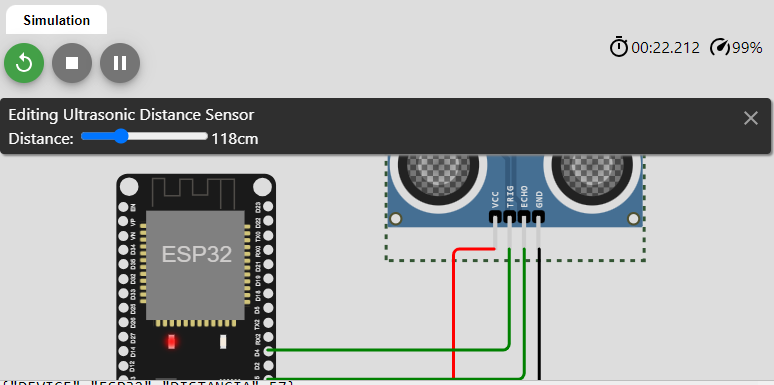 Simulation
00:22.212 99%
Editing Ultrasonic Distance Sensor
Distance: 118cm
VCC TRIG ECHO GND
ESP32
EN
VP
VN
D34
D35
D32
D33
D25
D26
D27
D14
D12
D13
D23
D22
TX0
RX0
D21
D19
D18
D5
TX2
RX2
D4
D2
{"DEVICE":"ESP32","DISTANCIA":57}